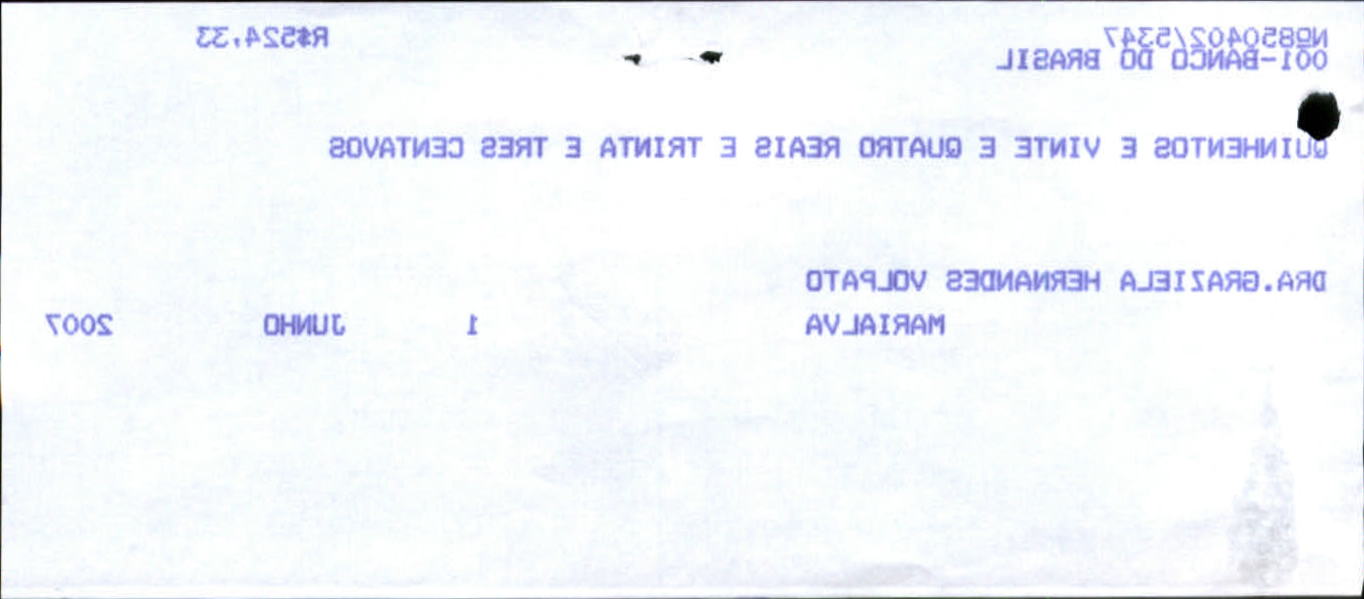 Nº850402/5347 R$524,33
001-BANCO DO BRASIL
QUINHENTOS E VINTE E QUATRO REAIS E TRINTA E TRES CENTAVOS
DRA.GRAZIELA HERNANDES VOLPATO
MARIALVA 1 JUNHO 2007